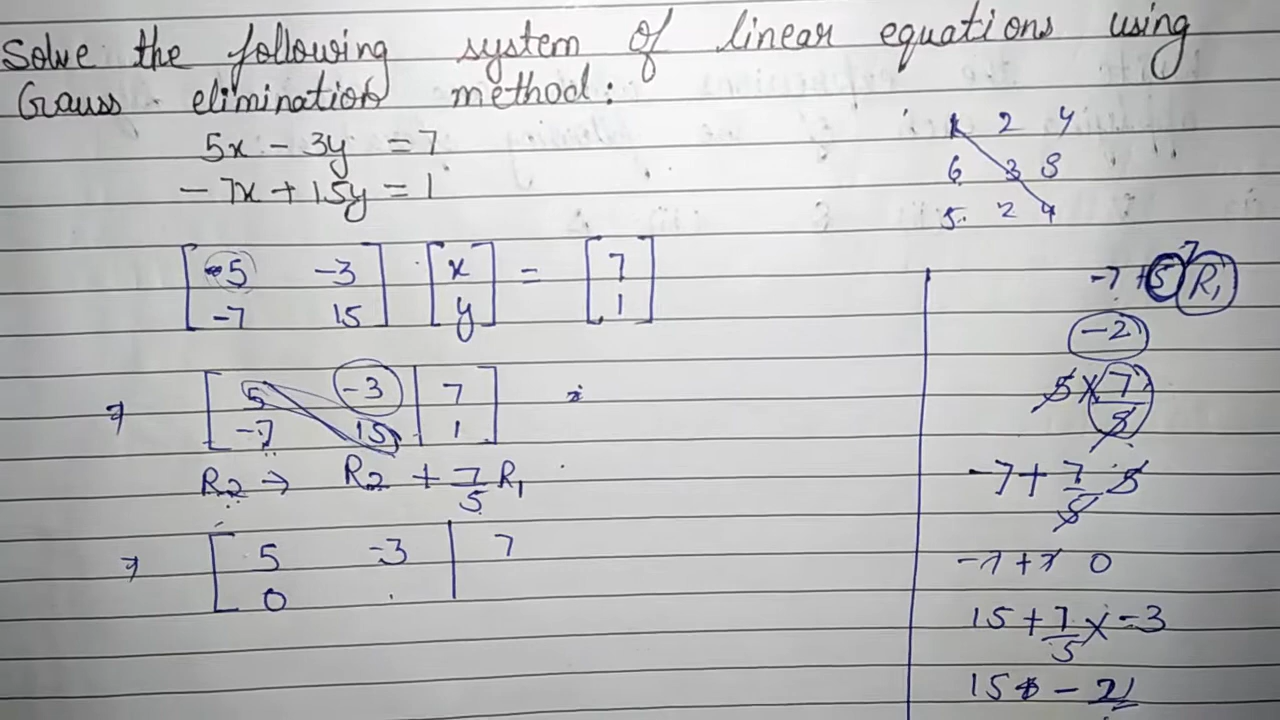 Solve the following system of linear equations using
Gauss elimination method:
5x - 3y = 7
- 7x + 15y = 1
1 2 4
6 3 8
5 2 4
[ 5 -3 ] [ x ] = [ 7 ]
[ -7 15 ] [ y ] [ 1 ]
⇒ [ 5 -3 | 7 ]
[ -7 15 | 1 ]
R2 → R2 + 7/5 R1
⇒ [ 5 -3 | 7
[ 0
-7 + 5 7 R1
-2
5 x 7/5
-7 + 7/5 5
-7 + 7 0
15 + 7/5 x -3
15 - 21